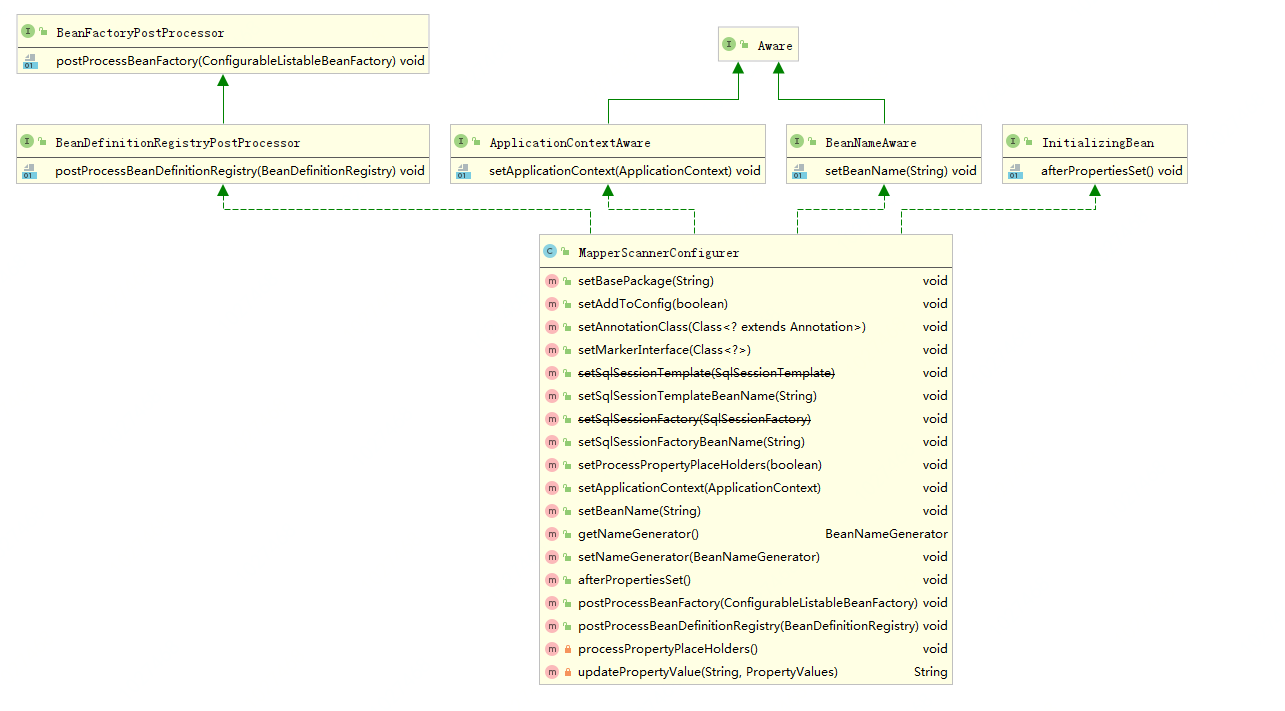 BeanFactoryPostProcessor
postProcessBeanFactory(ConfigurableListableBeanFactory) void
Aware
BeanDefinitionRegistryPostProcessor
postProcessBeanDefinitionRegistry(BeanDefinitionRegistry) void
ApplicationContextAware
setApplicationContext(ApplicationContext) void
BeanNameAware
setBeanName(String) void
InitializingBean
afterPropertiesSet() void
MapperScannerConfigurer
setBasePackage(String) void
setAddToConfig(boolean) void
setAnnotationClass(Class<? extends Annotation>) void
setMarkerInterface(Class<?>) void
setSqlSessionTemplate(SqlSessionTemplate) void
setSqlSessionTemplateBeanName(String) void
setSqlSessionFactory(SqlSessionFactory) void
setSqlSessionFactoryBeanName(String) void
setProcessPropertyPlaceHolders(boolean) void
setApplicationContext(ApplicationContext) void
setBeanName(String) void
getNameGenerator() BeanNameGenerator
setNameGenerator(BeanNameGenerator) void
afterPropertiesSet() void
postProcessBeanFactory(ConfigurableListableBeanFactory) void
postProcessBeanDefinitionRegistry(BeanDefinitionRegistry) void
processPropertyPlaceHolders() void
updatePropertyValue(String, PropertyValues) String